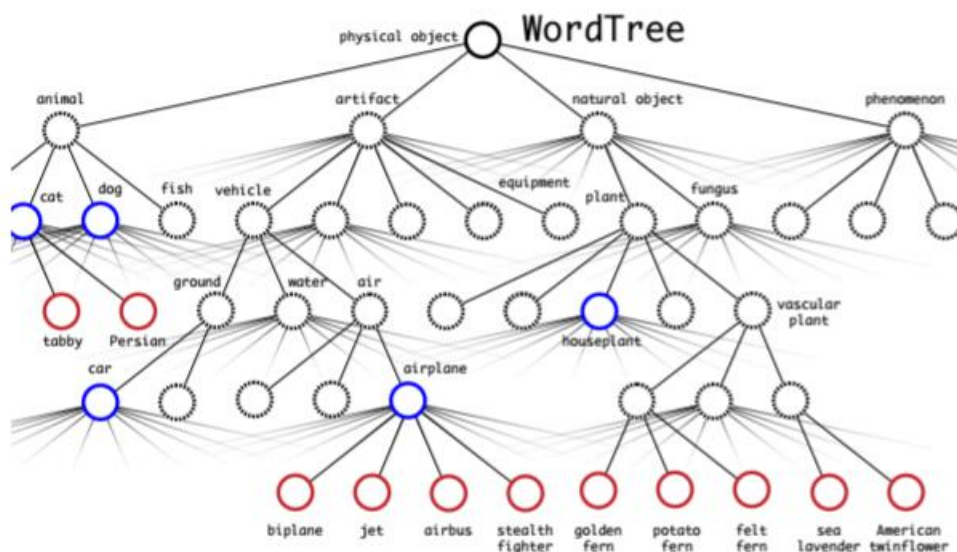 physical object
WordTree
animal
artifact
natural object
phenomenon
cat
dog
fish
vehicle
equipment
plant
fungus
ground
water
air
vascular
plant
tabby
Persian
houseplant
car
airplane
biplane
jet
airbus
stealth
fighter
golden
fern
potato
fern
felt
fern
sea
lavender
American
twinflower